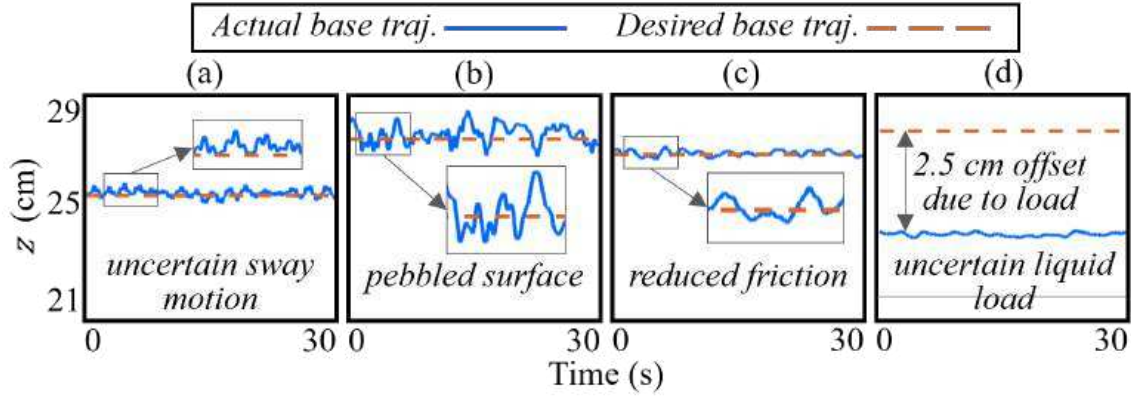 Actual base traj. Desired base traj.
(a) (b) (c) (d)
29
25
21
z (cm)
uncertain sway
motion
pebbled surface
reduced friction
2.5 cm offset
due to load
uncertain liquid
load
0 30 0 30 0 30 0 30
Time (s)